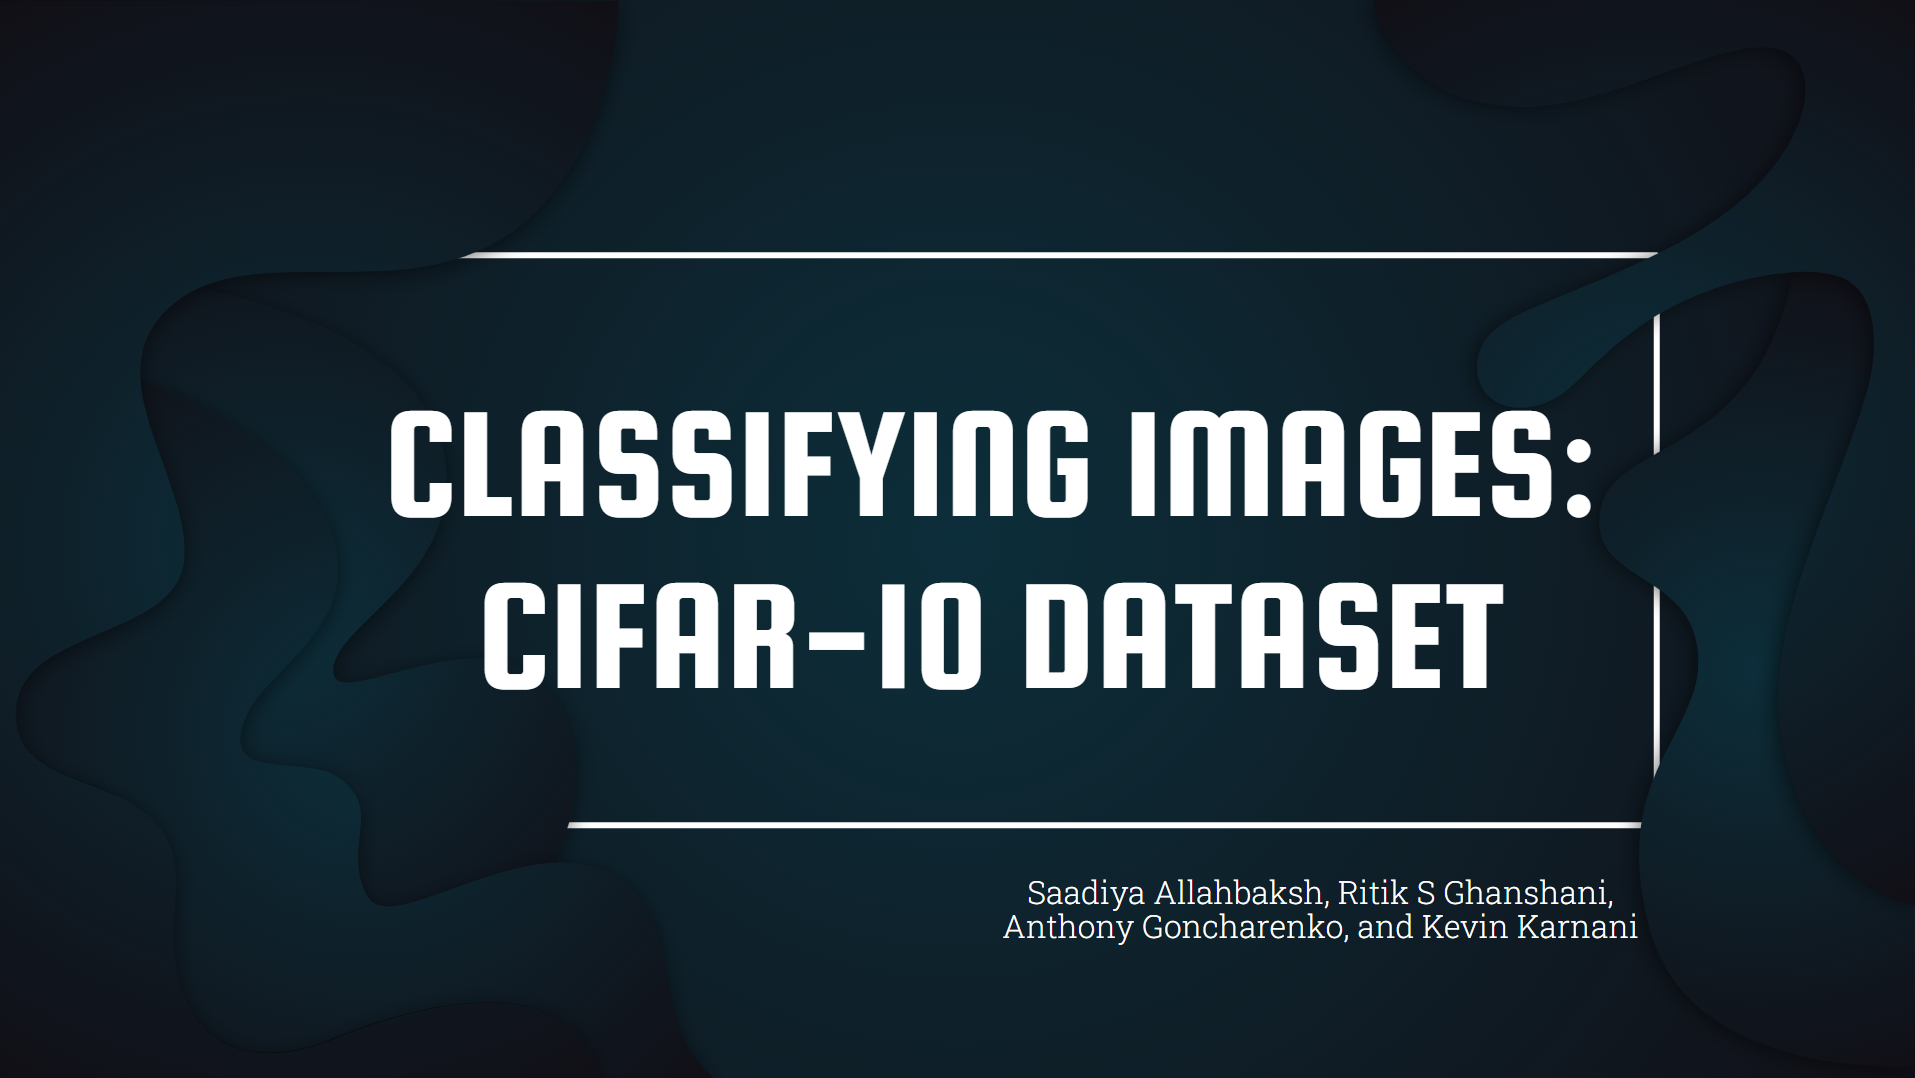 CLASSIFYING IMAGES:
CIFAR-10 DATASET
Saadiya Allahbaksh, Ritik S Ghanshani,
Anthony Goncharenko, and Kevin Karnani